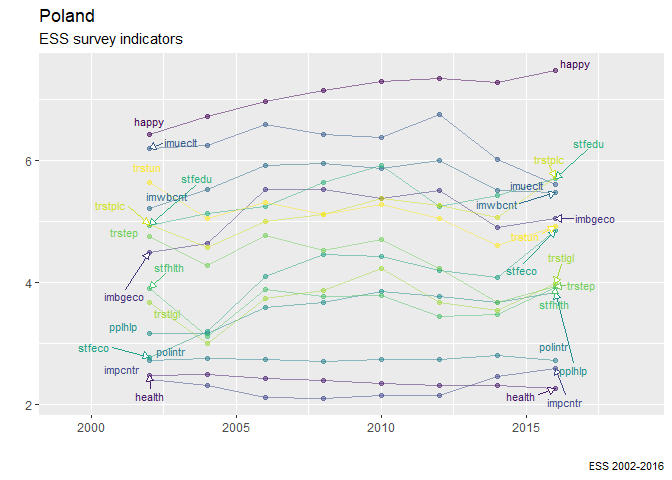 Poland
ESS survey indicators
happy
happy
imueclt
trstun
stfedu
imwbcnt
trstplc
trstep
stfhlth
imbgeco
trstlgl
pplhlp
stfeco
polintr
impcntr
health
trstplc
stfedu
imueclt
imwbcnt
imbgeco
trstun
stfeco
trstlgl
trstep
stfhlth
polintr
pplhlp
health
impcntr
6
4
2
2000
2005
2010
2015
ESS 2002-2016